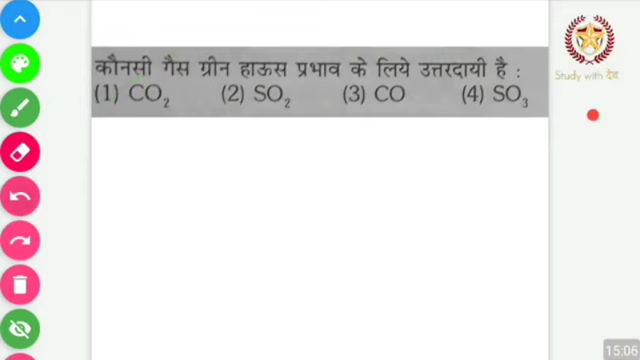 कौनसी गैस ग्रीन हाऊस प्रभाव के लिये उत्तरदायी है :
(1) CO₂ (2) SO₂ (3) CO (4) SO₃
Study with देव
15:06